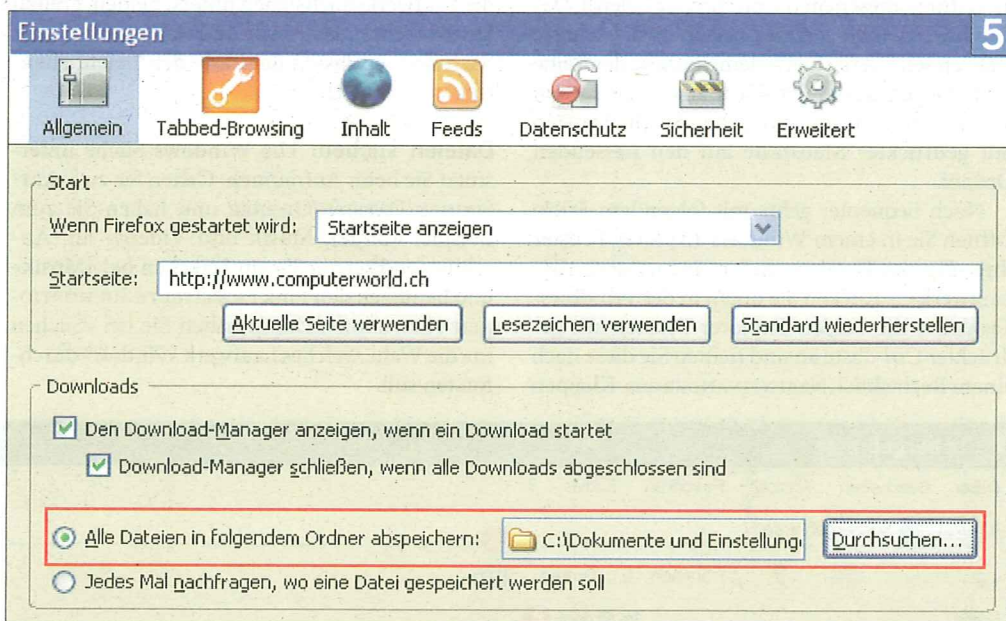 Einstellungen 5
Allgemein Tabbed-Browsing Inhalt Feeds Datenschutz Sicherheit Erweitert
Start
Wenn Firefox gestartet wird: Startseite anzeigen
Startseite: http://www.computerworld.ch
Aktuelle Seite verwenden Lesezeichen verwenden Standard wiederherstellen
Downloads
Den Download-Manager anzeigen, wenn ein Download startet
Download-Manager schließen, wenn alle Downloads abgeschlossen sind
Alle Dateien in folgendem Ordner abspeichern: C:\Dokumente und Einstellung Durchsuchen...
Jedes Mal nachfragen, wo eine Datei gespeichert werden soll